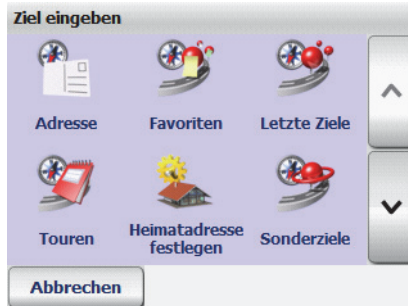 Ziel eingeben
Adresse
Favoriten
Letzte Ziele
Touren
Heimatadresse
festlegen
Sonderziele
Abbrechen